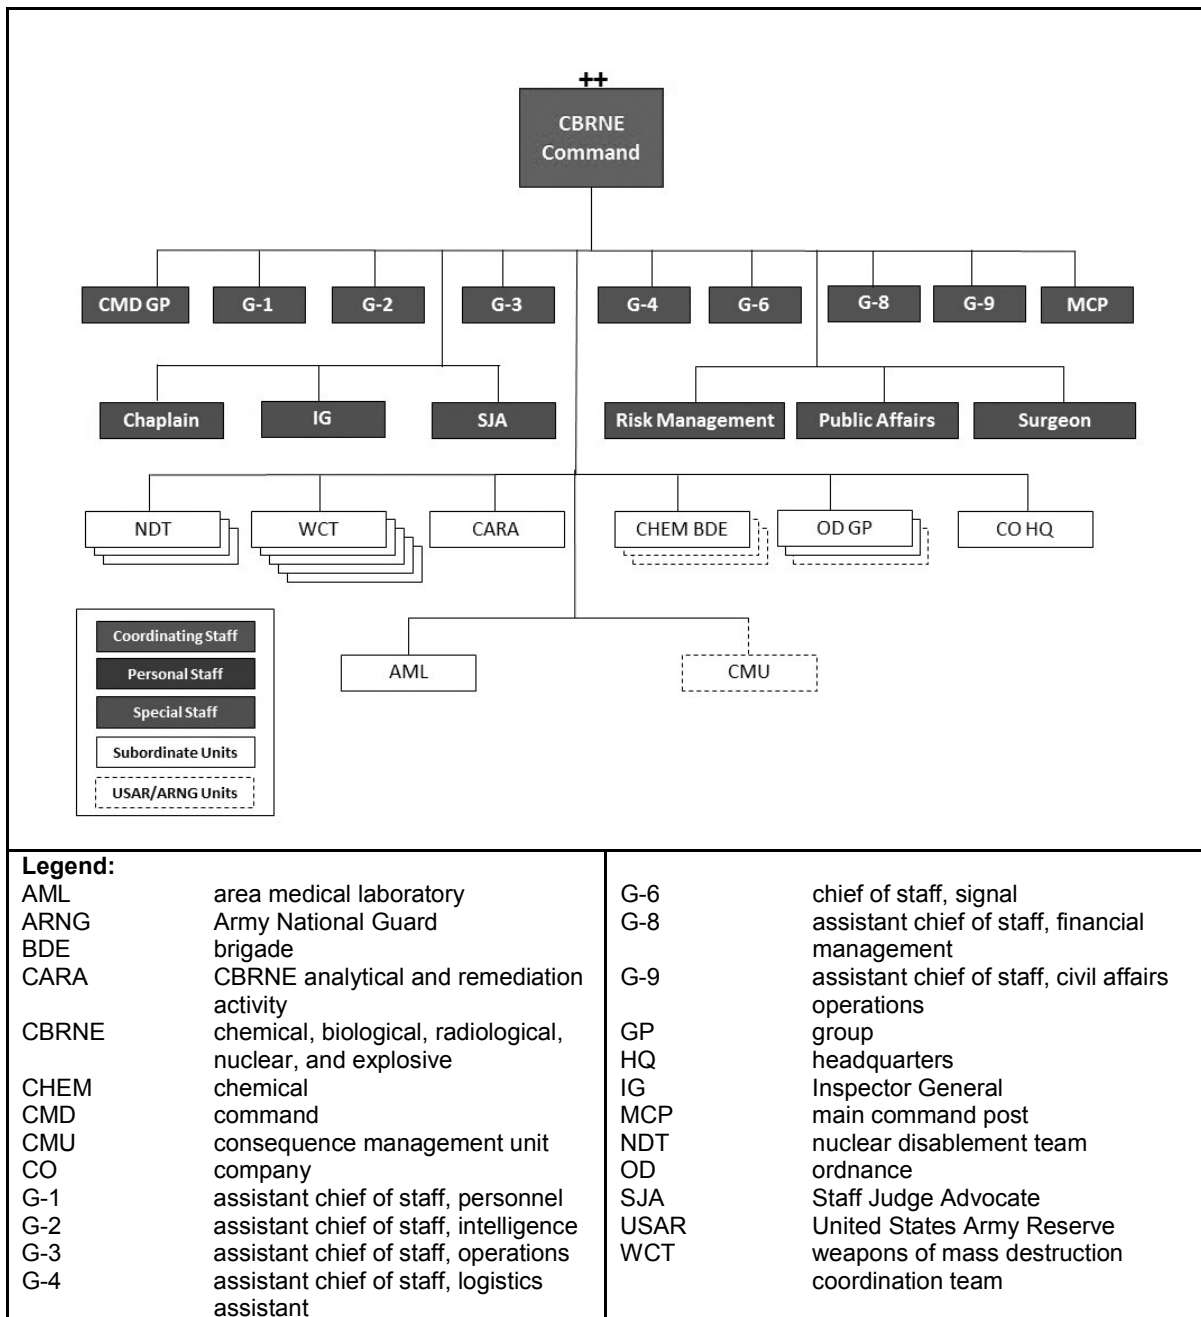 ++
CBRNE
Command
CMD GP G-1 G-2 G-3 G-4 G-6 G-8 G-9 MCP
Chaplain IG SJA Risk Management Public Affairs Surgeon
NDT WCT CARA CHEM BDE OD GP CO HQ
AML CMU
Coordinating Staff
Personal Staff
Special Staff
Subordinate Units
USAR/ARNG Units
Legend:
AML area medical laboratory
ARNG Army National Guard
BDE brigade
CARA CBRNE analytical and remediation
activity
CBRNE chemical, biological, radiological,
nuclear, and explosive
CHEM chemical
CMD command
CMU consequence management unit
CO company
G-1 assistant chief of staff, personnel
G-2 assistant chief of staff, intelligence
G-3 assistant chief of staff, operations
G-4 assistant chief of staff, logistics
assistant
G-6 chief of staff, signal
G-8 assistant chief of staff, financial
management
G-9 assistant chief of staff, civil affairs
operations
GP group
HQ headquarters
IG Inspector General
MCP main command post
NDT nuclear disablement team
OD ordnance
SJA Staff Judge Advocate
USAR United States Army Reserve
WCT weapons of mass destruction
coordination team